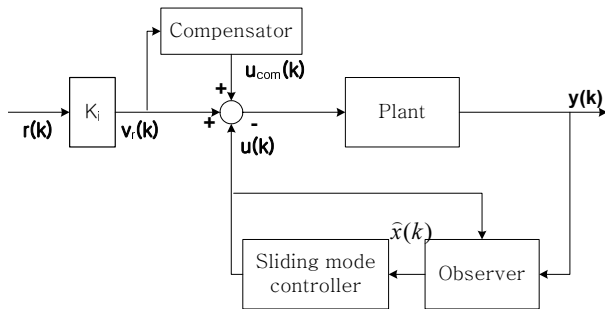 Compensator
+
u_com(k)
K_i
Plant
y(k)
r(k)
v_r(k)
+
-
u(k)
x̂(k)
Sliding mode
controller
Observer